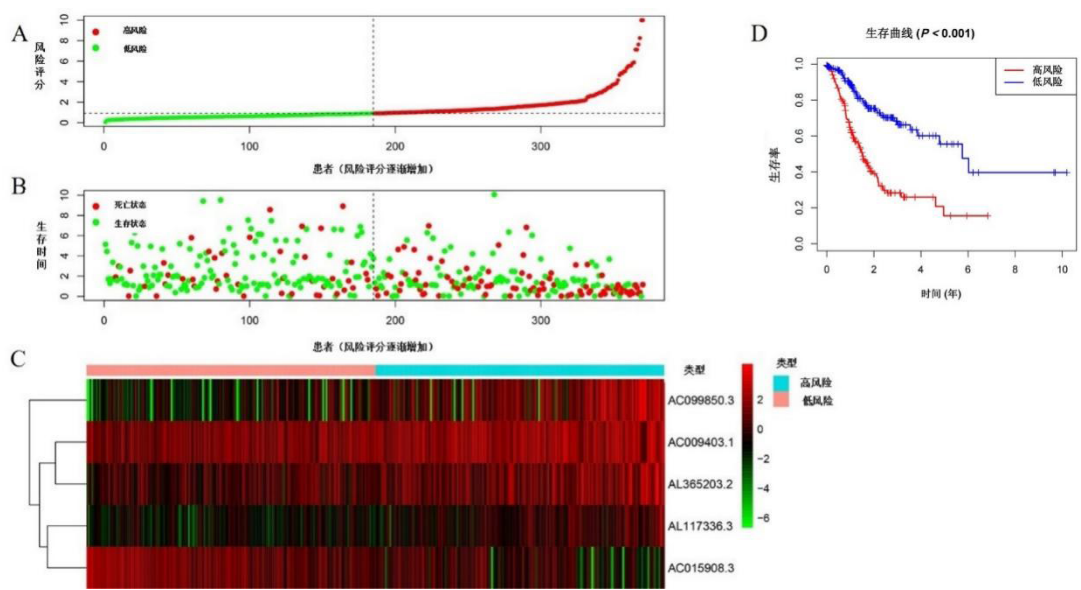 A
风险评分
10
8
6
4
2
0
高风险
低风险
0
100
200
300
患者（风险评分逐渐增加）
B
生存时间
10
8
6
4
2
0
死亡状态
生存状态
0
100
200
300
患者（风险评分逐渐增加）
C
类型
AC099850.3
AC009403.1
AL365203.2
AL117336.3
AC015908.3
2
0
−2
−4
−6
类型
高风险
低风险
D
生存曲线 (P < 0.001)
高风险
低风险
生存率
1.0
0.8
0.6
0.4
0.2
0.0
0
2
4
6
8
10
时间 (年)